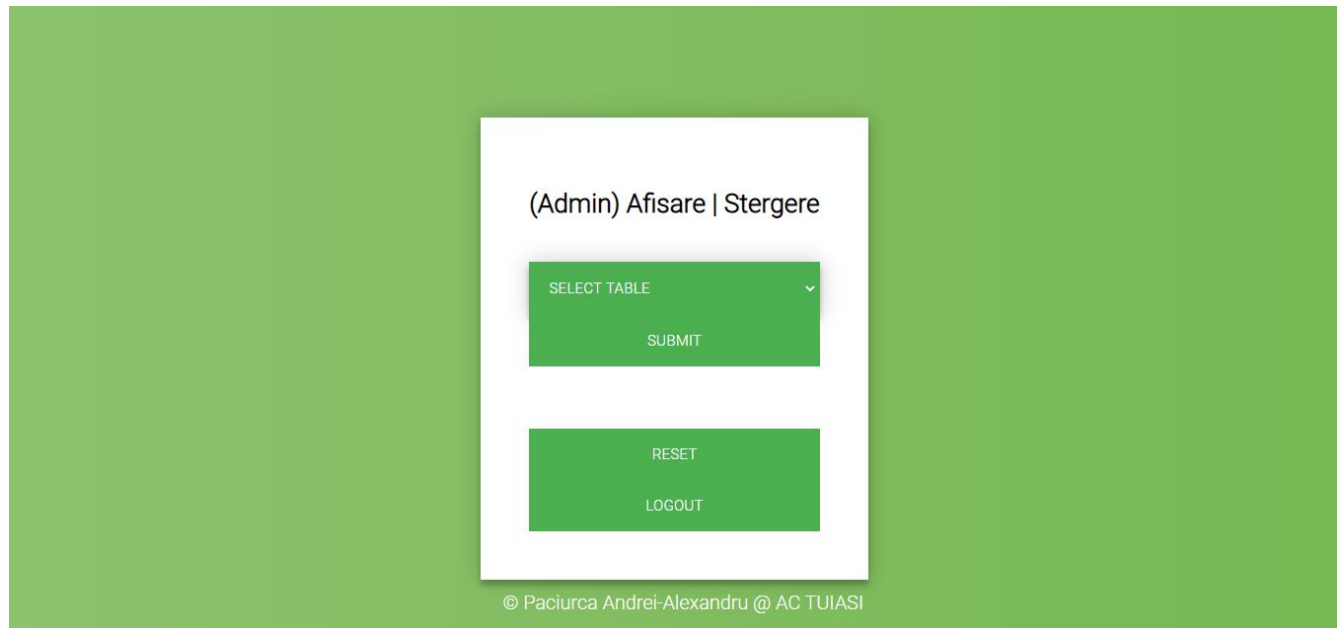 (Admin) Afisare | Stergere
SELECT TABLE
SUBMIT
RESET
LOGOUT
© Paciurca Andrei-Alexandru @ AC TUIASI